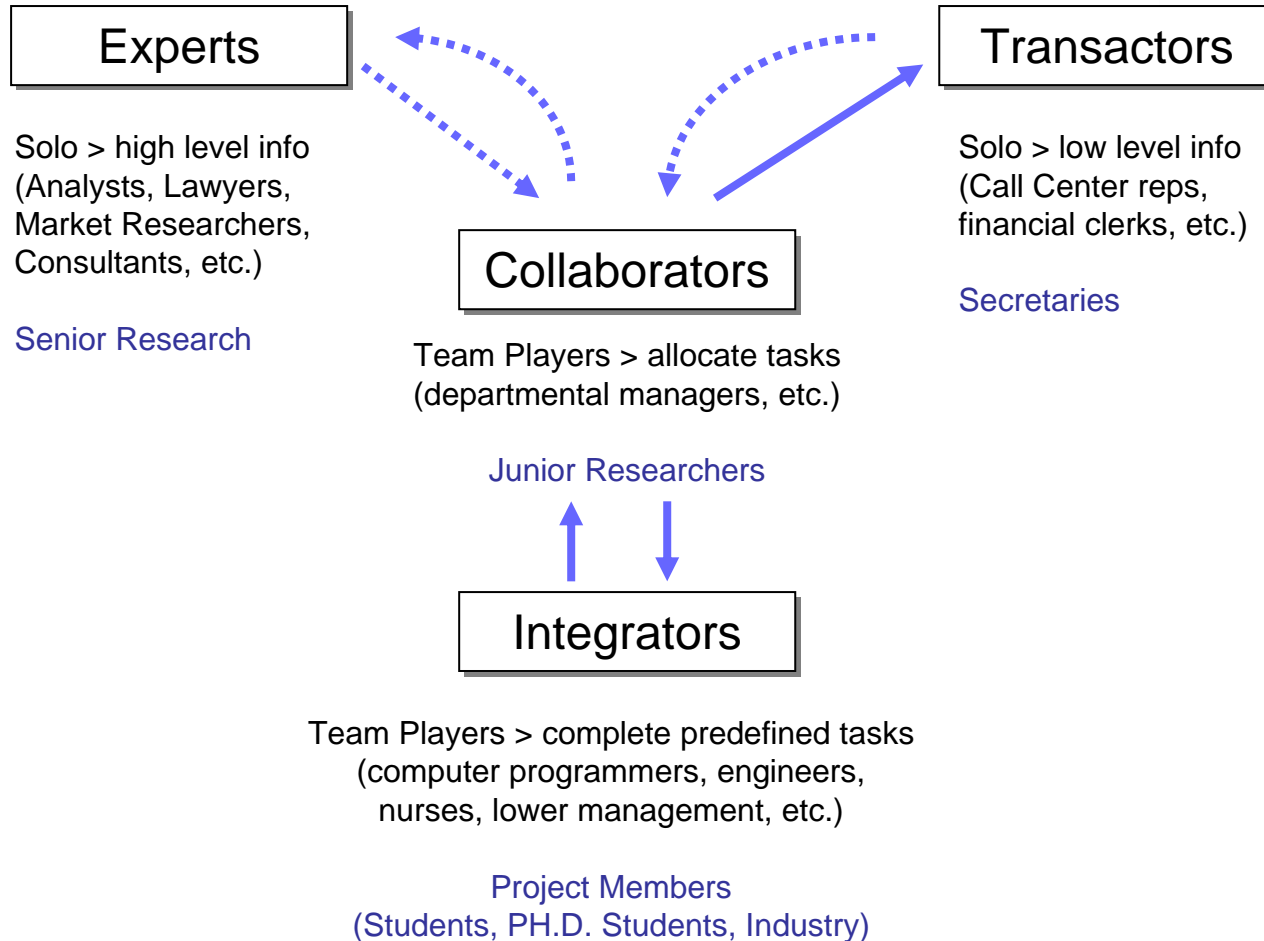 Experts
Solo > high level info
(Analysts, Lawyers,
Market Researchers,
Consultants, etc.)
Senior Research
Transactors
Solo > low level info
(Call Center reps,
financial clerks, etc.)
Secretaries
Collaborators
Team Players > allocate tasks
(departmental managers, etc.)
Junior Researchers
Integrators
Team Players > complete predefined tasks
(computer programmers, engineers,
nurses, lower management, etc.)
Project Members
(Students, PH.D. Students, Industry)